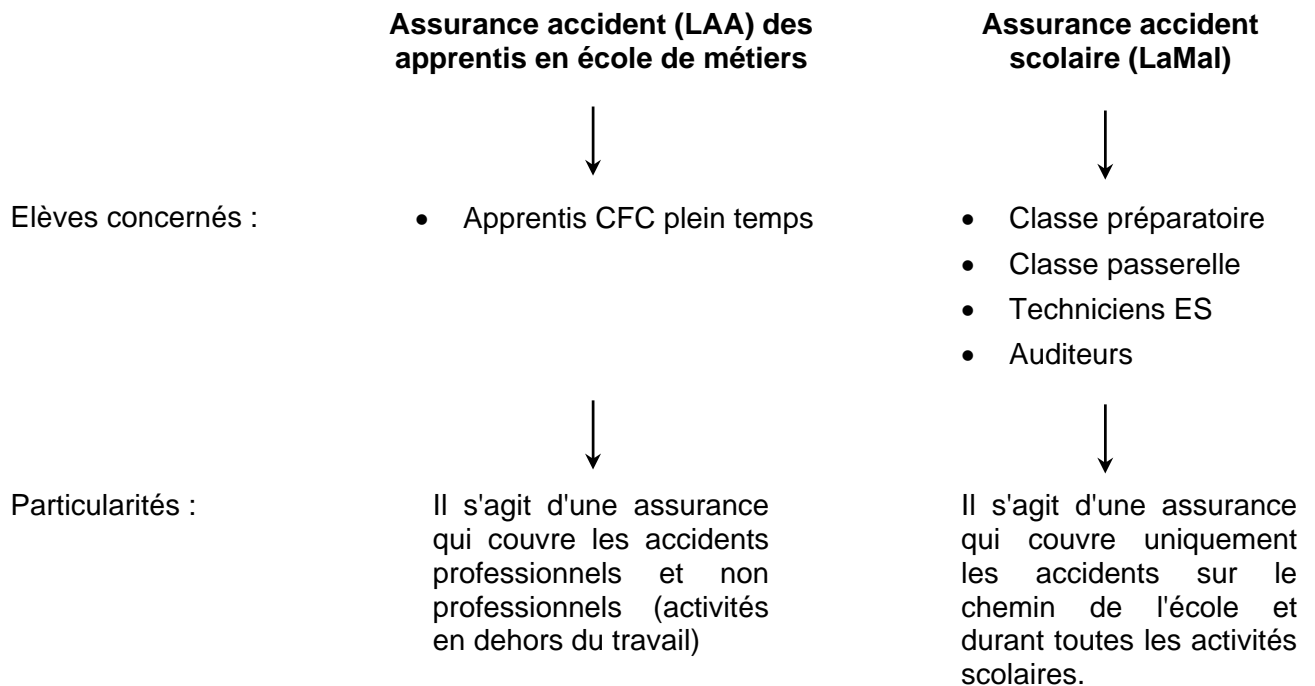 Assurance accident (LAA) des
apprentis en école de métiers
Assurance accident
scolaire (LaMal)
Elèves concernés :
• Apprentis CFC plein temps
• Classe préparatoire
• Classe passerelle
• Techniciens ES
• Auditeurs
Particularités :
Il s'agit d'une assurance
qui couvre les accidents
professionnels et non
professionnels (activités
en dehors du travail)
Il s'agit d'une assurance
qui couvre uniquement
les accidents sur le
chemin de l'école et
durant toutes les activités
scolaires.